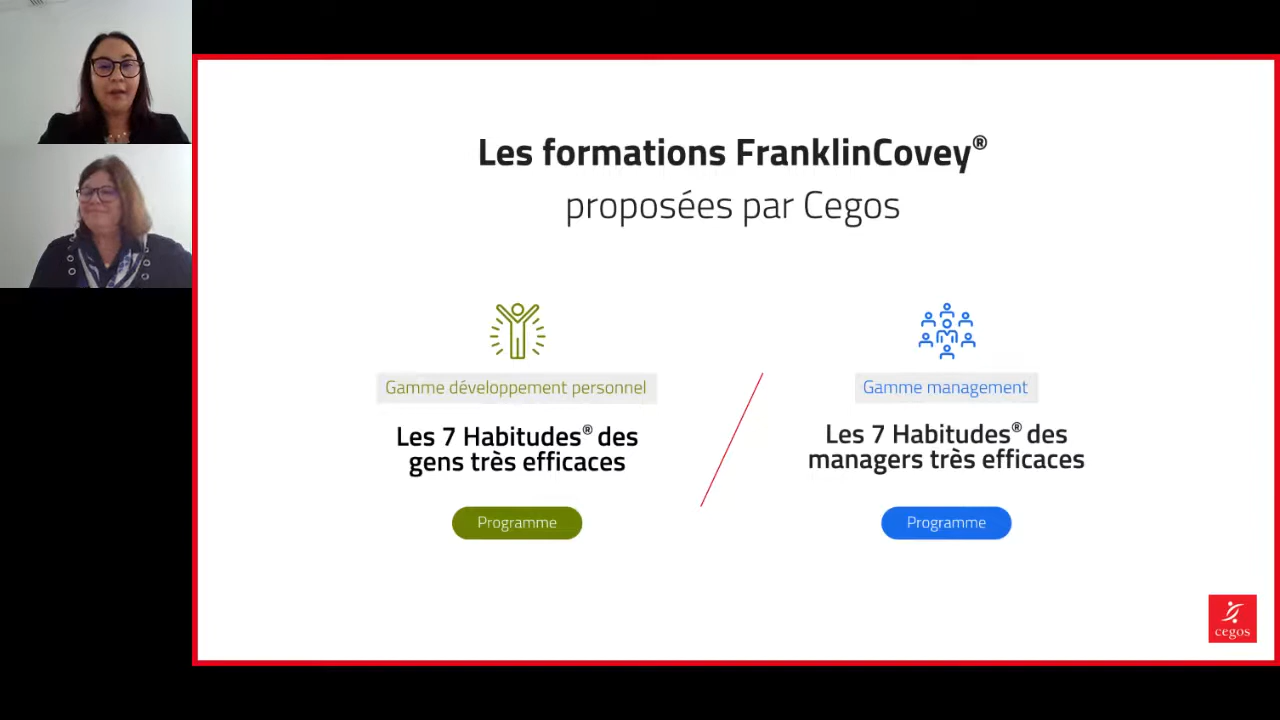 Les formations FranklinCovey®
proposées par Cegos
Gamme développement personnel
Les 7 Habitudes® des
gens très efficaces
Programme
Gamme management
Les 7 Habitudes® des
managers très efficaces
Programme
cegos